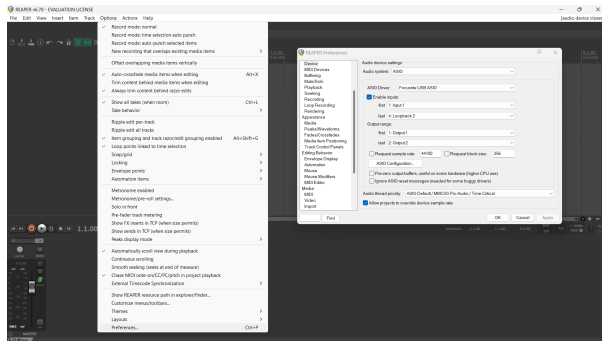 REAPER v6.78 - EVALUATION LICENSE
File Edit View Insert Item Track Options Actions Help
[audio device close
Record mode: normal
Record mode: time selection auto punch
Record mode: auto-punch selected items
New recording that overlaps existing media items
Offset overlapping media items vertically
Auto-crossfade media items when editing Alt+X
Trim content behind media items when editing
Always trim content behind razor edits
Show all takes (when room) Ctrl+L
Take behavior
Ripple edit per-track
Ripple edit all tracks
Item grouping and track razor/edit grouping enabled Alt+Shift+G
Loop points linked to time selection
Snap/grid
Locking
Envelope points
Automation items
Metronome enabled
Metronome/pre-roll settings...
Solo in front
Pre-fader track metering
Show FX inserts in TCP (when size permits)
Show sends in TCP (when size permits)
Peaks display mode
Automatically scroll view during playback
Continuous scrolling
Smooth seeking (seeks at end of measure)
Chase MIDI note-on/CC/PC/pitch in project playback
External Timecode Synchronization
Show REAPER resource path in explorer/finder...
Customize menus/toolbars...
Themes
Layouts
Preferences... Ctrl+P
REAPER Preferences
Device
MIDI Devices
Buffering
Mute/Solo
Playback
Seeking
Recording
Loop Recording
Rendering
Appearance
Media
Peaks/Waveforms
Fades/Crossfades
Media Item Positioning
Track Control Panels
Editing Behavior
Envelope Display
Automation
Mouse
Mouse Modifiers
MIDI Editor
Media
MIDI
Video
Import
Find
Audio device settings
Audio system: ASIO
ASIO Driver: Focusrite USB ASIO
Enable inputs:
first 1: Input 1
last 4: Loopback 2
Output range:
first 1: Output1
last 2: Output2
Request sample rate: 44100 Request block size: 256
ASIO Configuration...
Pre-zero output buffers, useful on some hardware (higher CPU use)
Ignore ASIO reset messages (needed for some buggy drivers)
Audio thread priority: ASIO Default / MMCSS Pro Audio / Time Critical
Allow projects to override device sample rate
OK Cancel Apply
1.1.00
MASTER